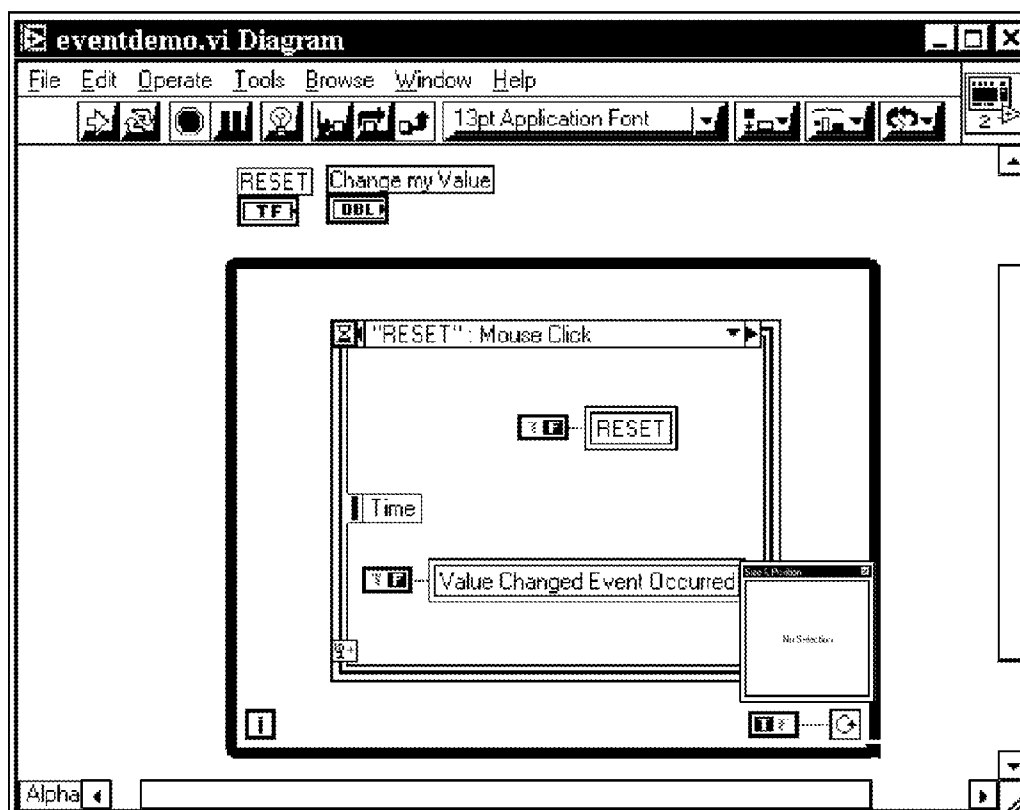 eventdemo.vi Diagram
File Edit Operate Tools Browse Window Help
13pt Application Font
2
RESET Change my Value
TF DBL
"RESET" : Mouse Click
F RESET
Time
F Value Changed Event Occurred
Size & Position
No Selection
i
T
Alpha